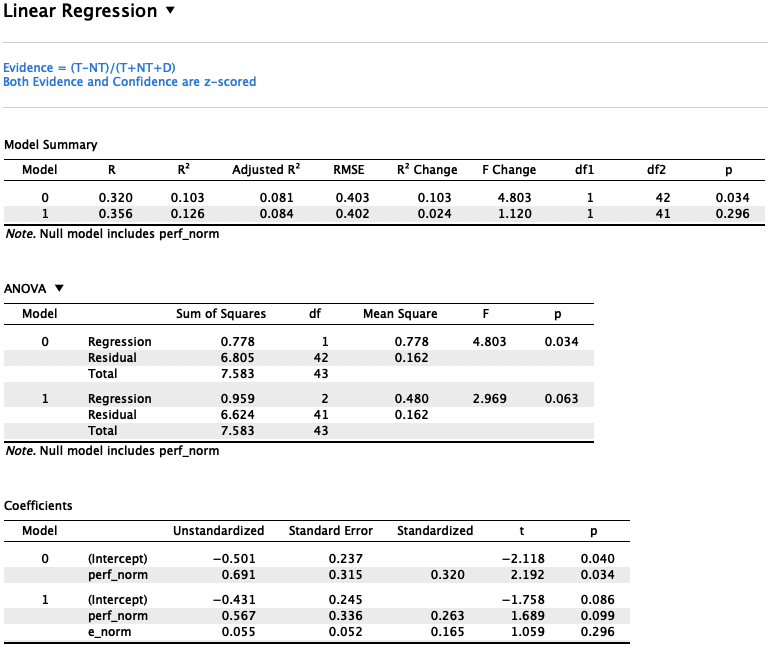 Linear Regression ▼
Evidence = (T−NT)/(T+NT+D)
Both Evidence and Confidence are z−scored
Model Summary
Model R R² Adjusted R² RMSE R² Change F Change df1 df2 p
0 0.320 0.103 0.081 0.403 0.103 4.803 1 42 0.034
1 0.356 0.126 0.084 0.402 0.024 1.120 1 41 0.296
Note. Null model includes perf_norm
ANOVA ▼
Model Sum of Squares df Mean Square F p
0 Regression 0.778 1 0.778 4.803 0.034
Residual 6.805 42 0.162
Total 7.583 43
1 Regression 0.959 2 0.480 2.969 0.063
Residual 6.624 41 0.162
Total 7.583 43
Note. Null model includes perf_norm
Coefficients
Model Unstandardized Standard Error Standardized t p
0 (Intercept) −0.501 0.237 −2.118 0.040
perf_norm 0.691 0.315 0.320 2.192 0.034
1 (Intercept) −0.431 0.245 −1.758 0.086
perf_norm 0.567 0.336 0.263 1.689 0.099
e_norm 0.055 0.052 0.165 1.059 0.296